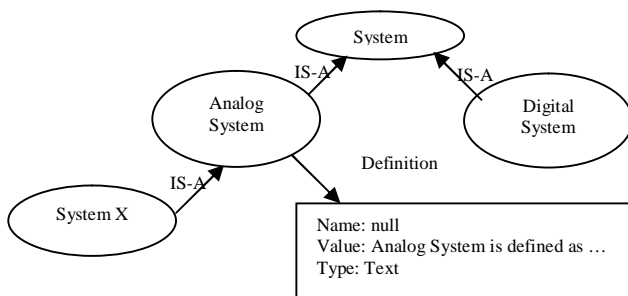 System
IS-A
IS-A
Analog
System
Digital
System
Definition
IS-A
System X
Name: null
Value: Analog System is defined as …
Type: Text